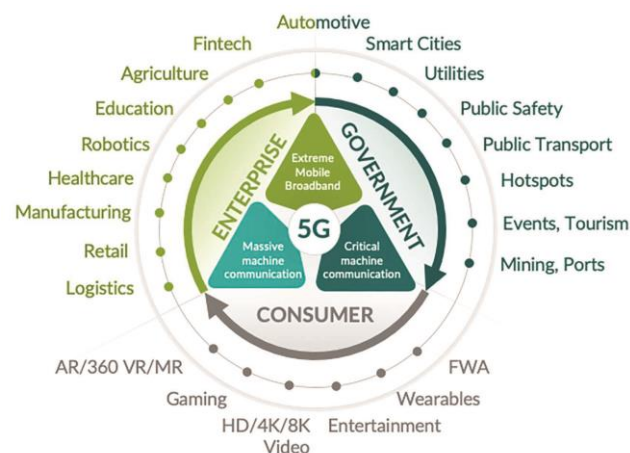 Automotive
Fintech
Smart Cities
Agriculture
Utilities
Education
Public Safety
Robotics
Public Transport
Healthcare
Hotspots
Manufacturing
Events, Tourism
Retail
Mining, Ports
Logistics
ENTERPRISE
GOVERNMENT
Extreme
Mobile
Broadband
5G
Massive
machine
communication
Critical
machine
communication
CONSUMER
AR/360 VR/MR
FWA
Gaming
Wearables
HD/4K/8K
Video
Entertainment